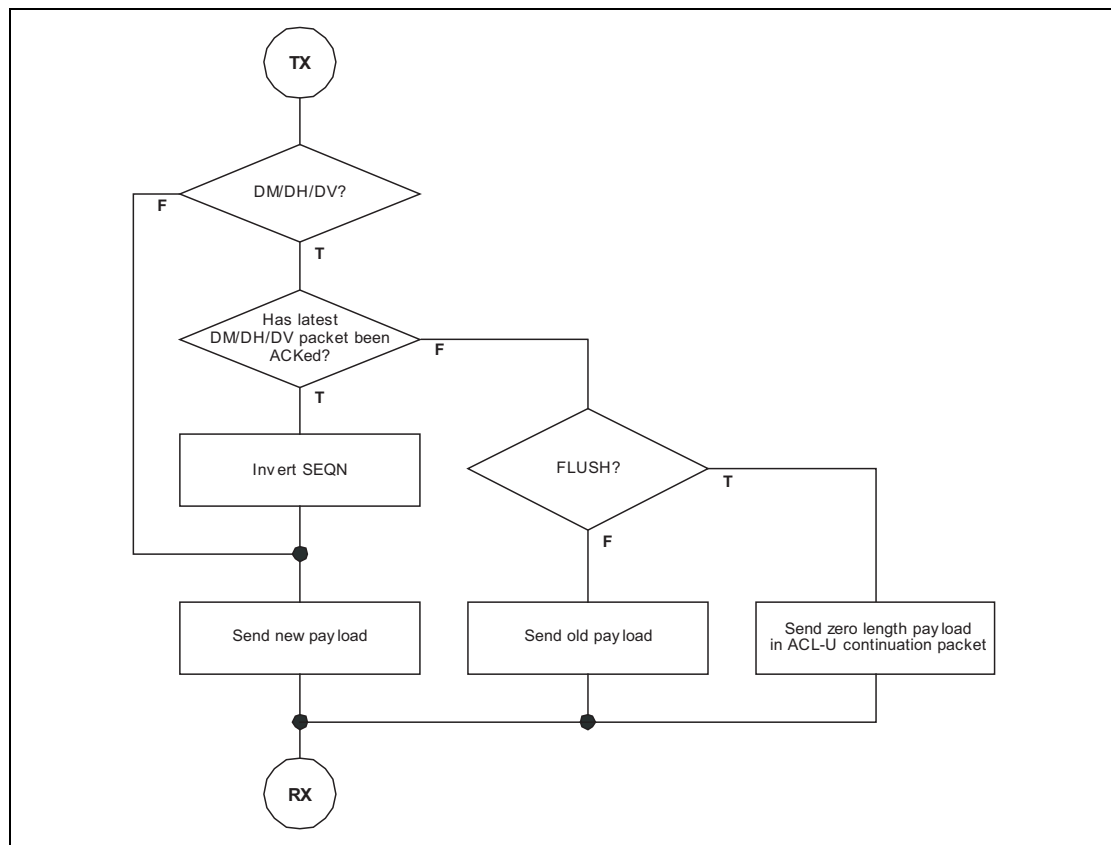 TX
DM/DH/DV?
F
T
Has latest
DM/DH/DV packet been
ACKed?
F
T
Invert SEQN
FLUSH?
T
F
Send new payload
Send old payload
Send zero length payload
in ACL-U continuation packet
RX